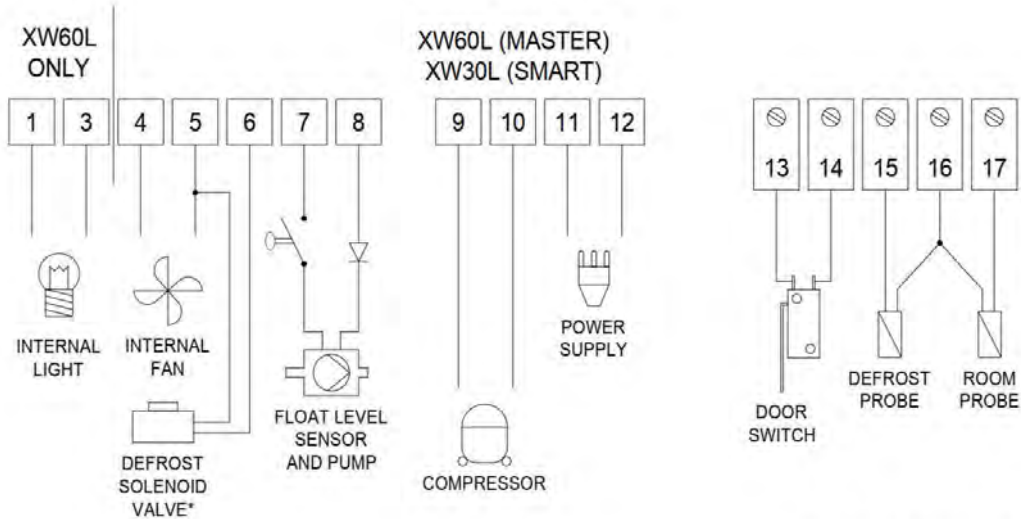 XW60L
ONLY
XW60L (MASTER)
XW30L (SMART)
1 3 4 5 6 7 8 9 10 11 12
13 14 15 16 17
INTERNAL
LIGHT
INTERNAL
FAN
DEFROST
SOLENOID
VALVE*
FLOAT LEVEL
SENSOR
AND PUMP
COMPRESSOR
POWER
SUPPLY
DOOR
SWITCH
DEFROST
PROBE
ROOM
PROBE